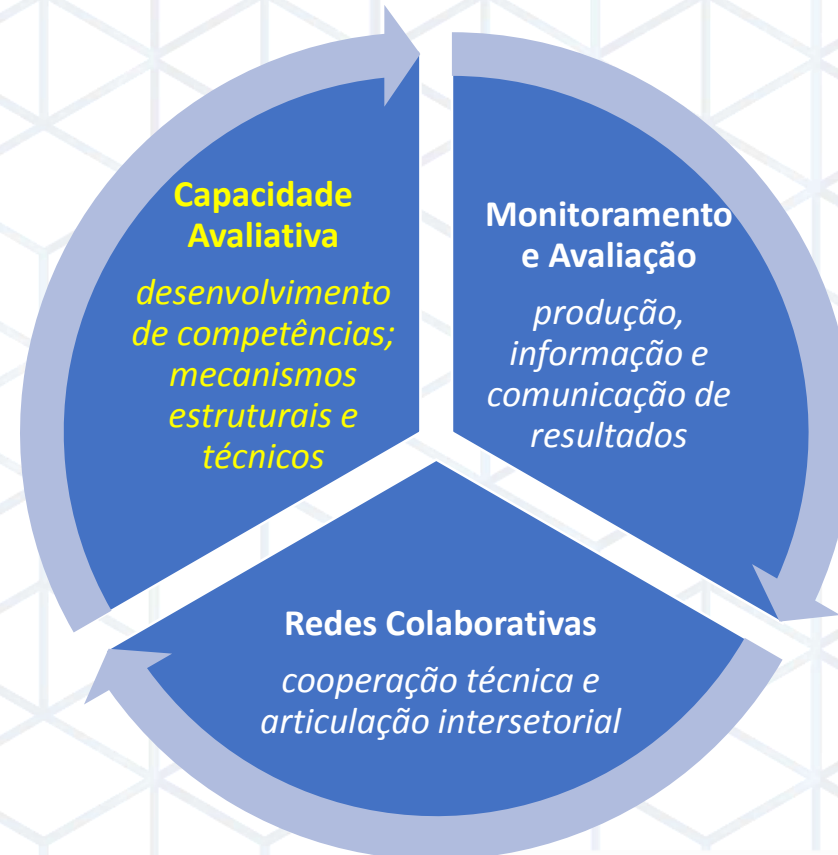 Capacidade
Avaliativa
desenvolvimento
de competências;
mecanismos
estruturais e
técnicos
Monitoramento
e Avaliação
produção,
informação e
comunicação de
resultados
Redes Colaborativas
cooperação técnica e
articulação intersetorial